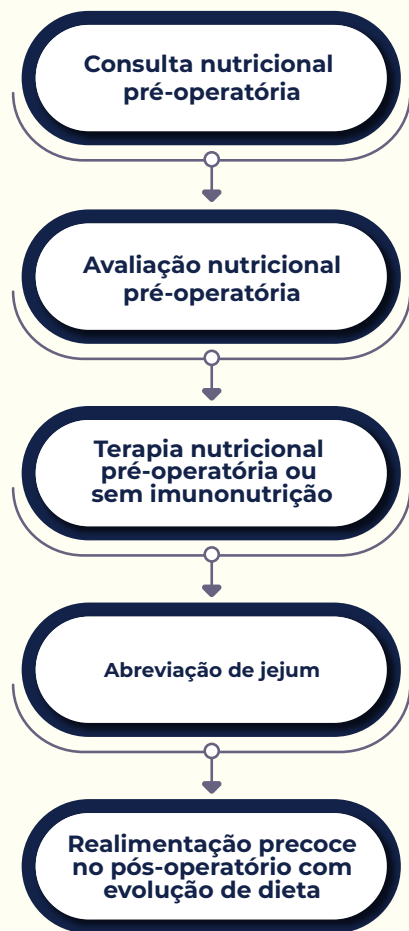 Consulta nutricional
pré-operatória
Avaliação nutricional
pré-operatória
Terapia nutricional
pré-operatória ou
sem imunonutrição
Abreviação de jejum
Realimentação precoce
no pós-operatório com
evolução de dieta